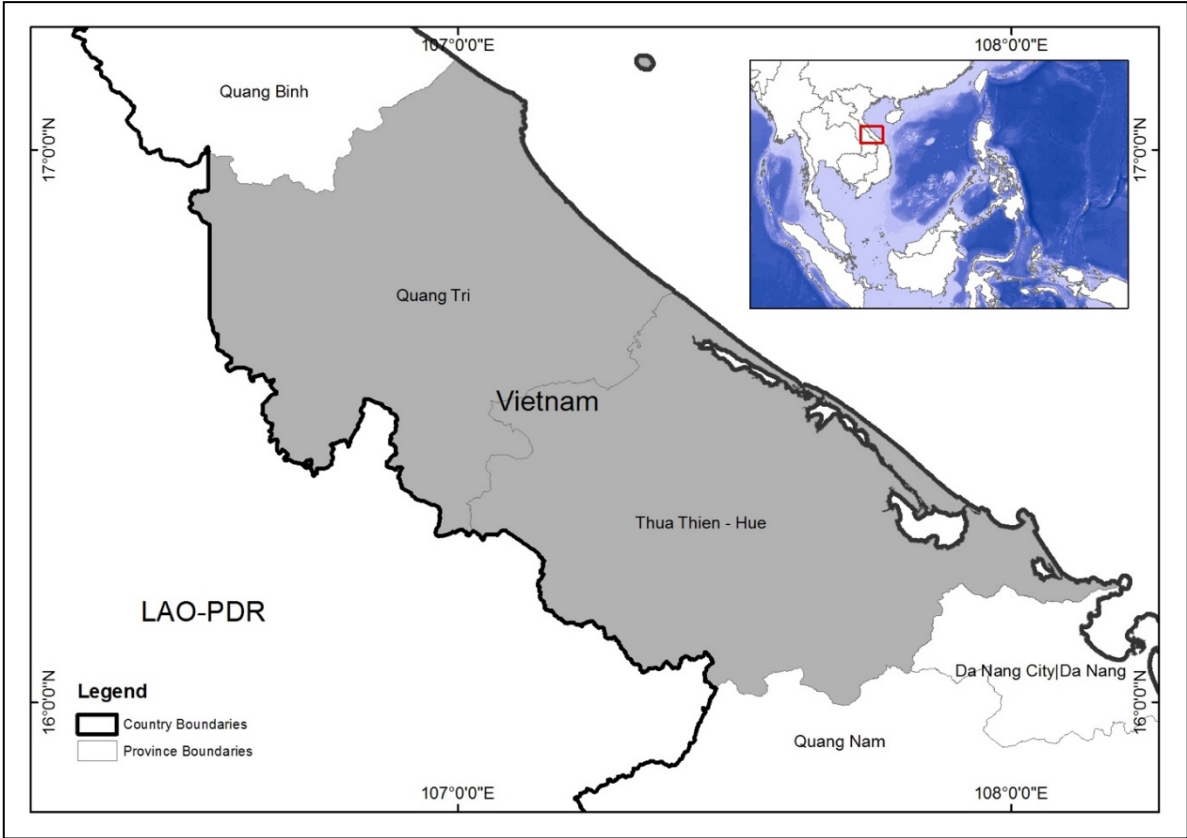 107°0'0"E
108°0'0"E
Quang Binh
17°0'0"N
17°0'0"N
Quang Tri
Vietnam
Thua Thien - Hue
LAO-PDR
Da Nang City|Da Nang
Legend
16°0'0"N
16°0'0"N
Country Boundaries
Quang Nam
Province Boundaries
107°0'0"E
108°0'0"E